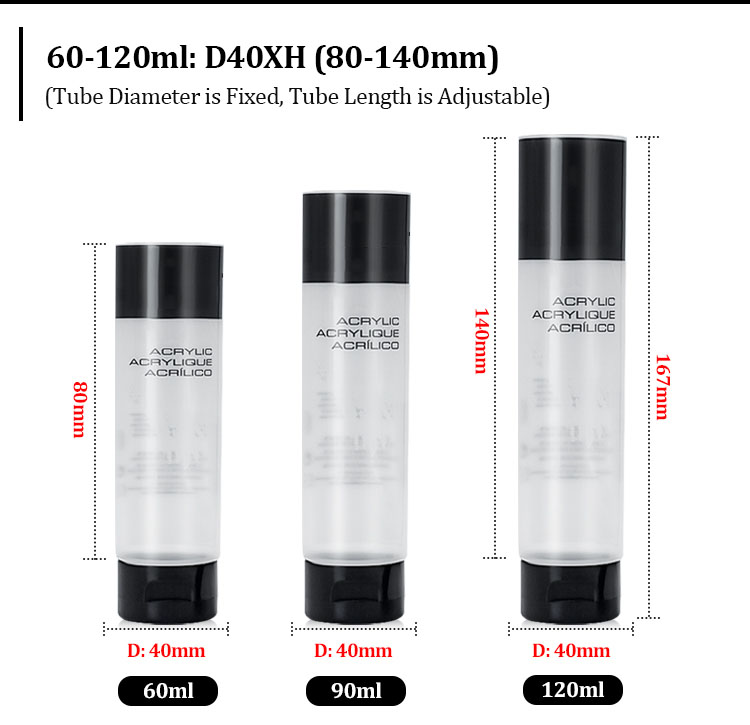 60-120ml: D40XH (80-140mm)
(Tube Diameter is Fixed, Tube Length is Adjustable)
80mm
ACRYLIC
ACRYLIQUE
ACRÍLICO
D: 40mm
60ml
ACRYLIC
ACRYLIQUE
ACRÍLICO
D: 40mm
90ml
140mm
ACRYLIC
ACRYLIQUE
ACRÍLICO
167mm
D: 40mm
120ml